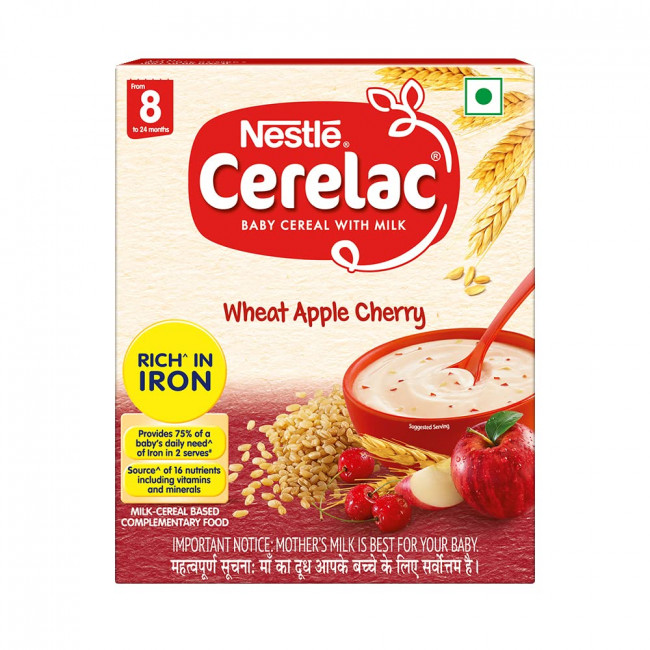 From
8
to 24 months
Nestlé®
Cerelac®
BABY CEREAL WITH MILK
Wheat Apple Cherry
RICH^ IN
IRON
Provides 75% of a
baby's daily need^
of Iron in 2 serves#
Source^ of 16 nutrients
including vitamins
and minerals
MILK-CEREAL BASED
COMPLEMENTARY FOOD
Suggested Serving
IMPORTANT NOTICE: MOTHER'S MILK IS BEST FOR YOUR BABY.
महत्वपूर्ण सूचना: माँ का दूध आपके बच्चे के लिए सर्वोत्तम है।